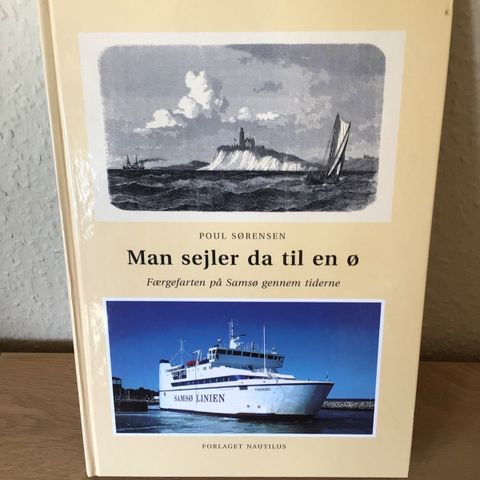 POUL SØRENSEN
Man sejler da til en ø
Færgefarten på Samsø gennem tiderne
SAMSØ LINIEN
FORLAGET NAUTILUS